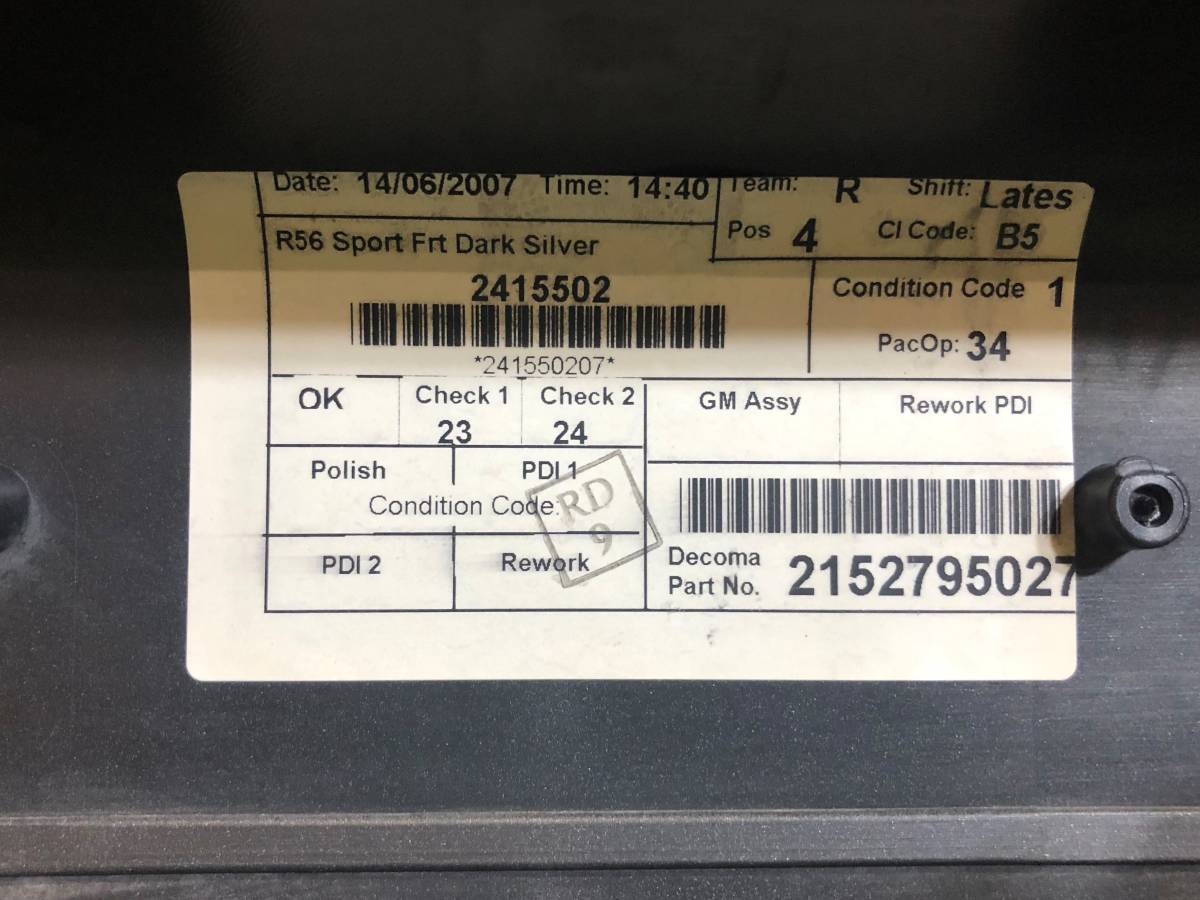 Date: 14/06/2007 Time: 14:40 Team: R Shift: Lates
Pos 4 CI Code: B5
R56 Sport Frt Dark Silver
2415502
Condition Code 1
*241550207*
PacOp: 34
OK Check 1 Check 2 GM Assy Rework PDI
23 24
Polish PDI 1
Condition Code:
RD
9
PDI 2 Rework
Decoma
Part No. 2152795027